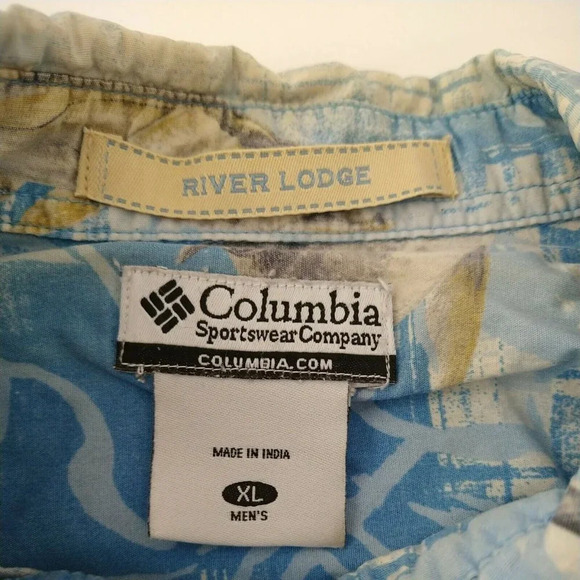 RIVER LODGE
Columbia
Sportswear Company
COLUMBIA.COM
MADE IN INDIA
XL
MEN'S